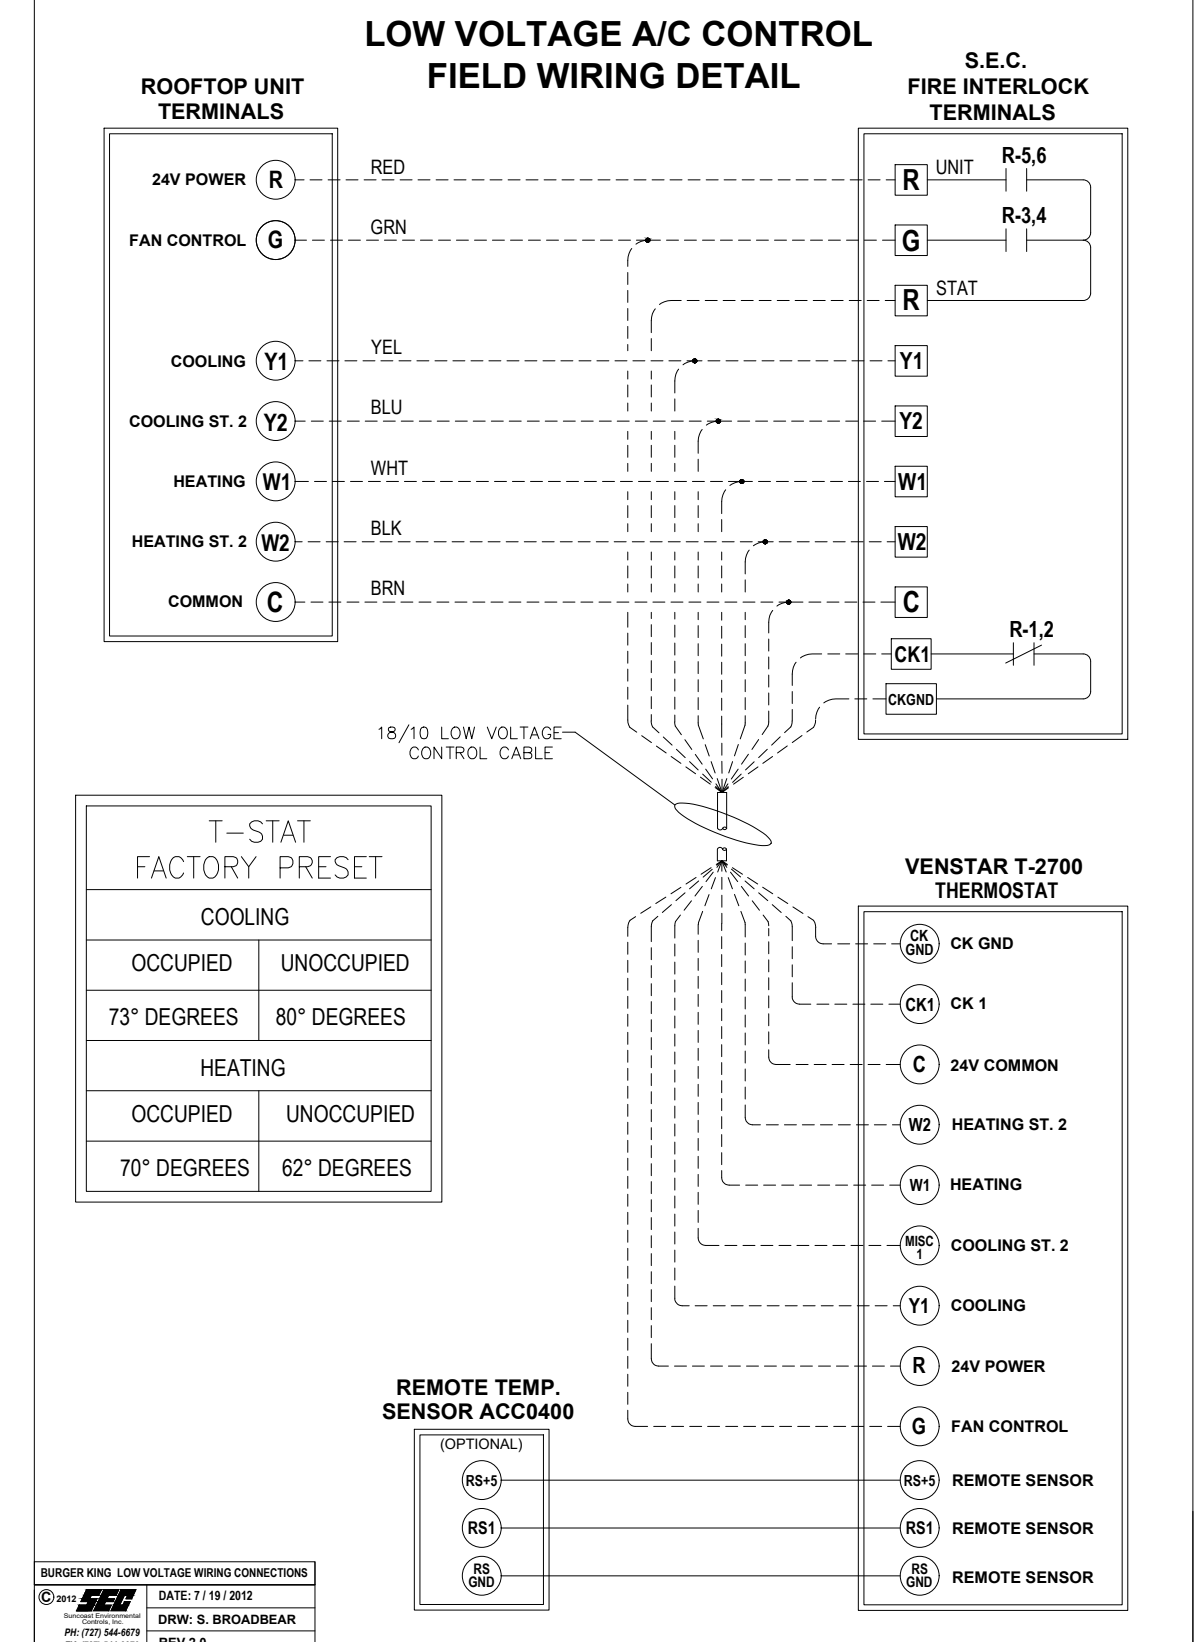 LOW VOLTAGE A/C CONTROL
FIELD WIRING DETAIL
ROOFTOP UNIT
TERMINALS
S.E.C.
FIRE INTERLOCK
TERMINALS
24V POWER R RED R UNIT R-5,6
FAN CONTROL G GRN G R-3,4
R STAT
COOLING Y1 YEL Y1
COOLING ST. 2 Y2 BLU Y2
HEATING W1 WHT W1
HEATING ST. 2 W2 BLK W2
COMMON C BRN C
CK1 R-1,2
CKGND
18/10 LOW VOLTAGE
CONTROL CABLE
T-STAT
FACTORY PRESET
COOLING
OCCUPIED UNOCCUPIED
73° DEGREES 80° DEGREES
HEATING
OCCUPIED UNOCCUPIED
70° DEGREES 62° DEGREES
VENSTAR T-2700
THERMOSTAT
CK
GND CK GND
CK1 CK 1
C 24V COMMON
W2 HEATING ST. 2
W1 HEATING
MISC
1 COOLING ST. 2
Y1 COOLING
R 24V POWER
G FAN CONTROL
RS+5 REMOTE SENSOR
RS1 REMOTE SENSOR
RS
GND REMOTE SENSOR
REMOTE TEMP.
SENSOR ACC0400
(OPTIONAL)
RS+5
RS1
RS
GND
BURGER KING LOW VOLTAGE WIRING CONNECTIONS
© 2012 SEC
Suncoast Environmental
Controls, Inc.
PH: (727) 544-6679
DATE: 7 / 19 / 2012
DRW: S. BROADBEAR